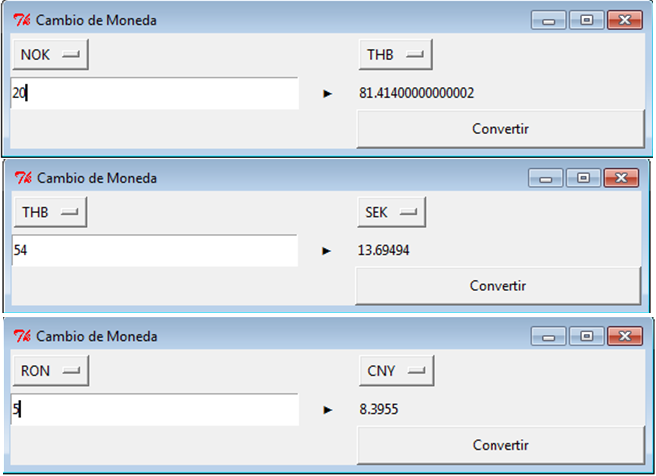 Cambio de Moneda
NOK THB
20 ► 81.41400000000002
Convertir
Cambio de Moneda
THB SEK
54 ► 13.69494
Convertir
Cambio de Moneda
RON CNY
5 ► 8.3955
Convertir